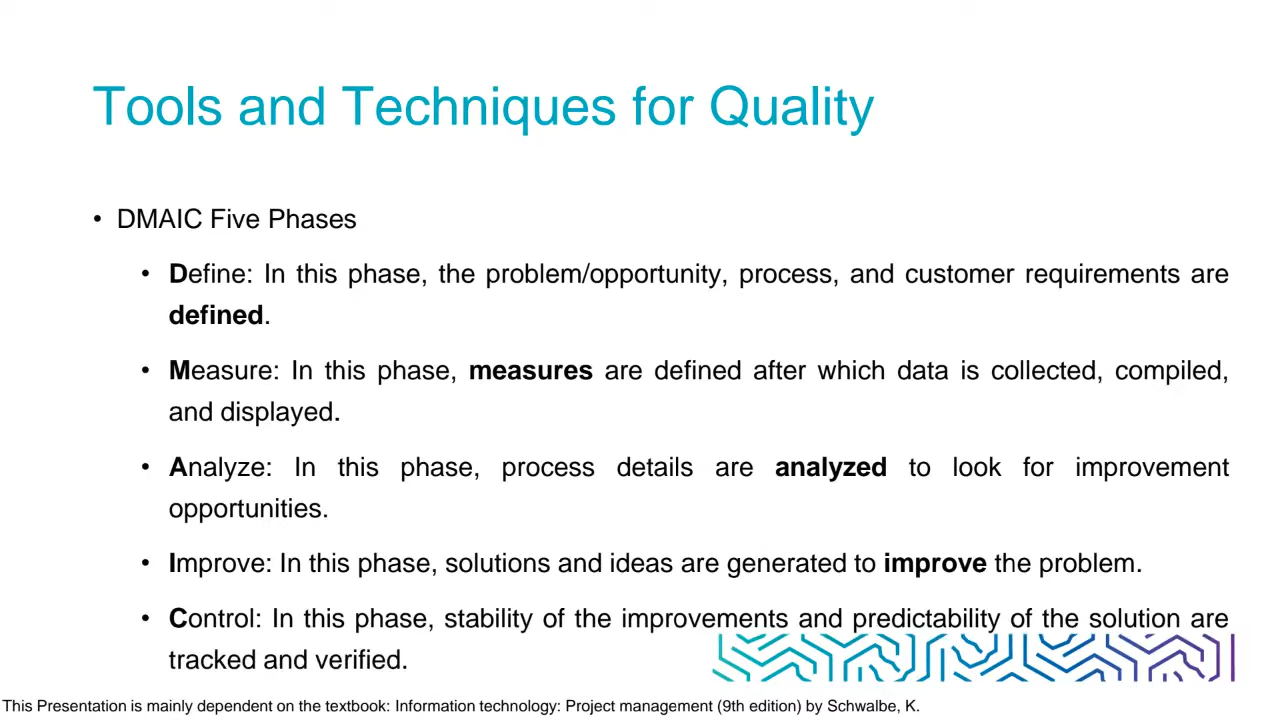 Tools and Techniques for Quality
• DMAIC Five Phases
• Define: In this phase, the problem/opportunity, process, and customer requirements are
defined.
• Measure: In this phase, measures are defined after which data is collected, compiled,
and displayed.
• Analyze: In this phase, process details are analyzed to look for improvement
opportunities.
• Improve: In this phase, solutions and ideas are generated to improve the problem.
• Control: In this phase, stability of the improvements and predictability of the solution are
tracked and verified.
This Presentation is mainly dependent on the textbook: Information technology: Project management (9th edition) by Schwalbe, K.